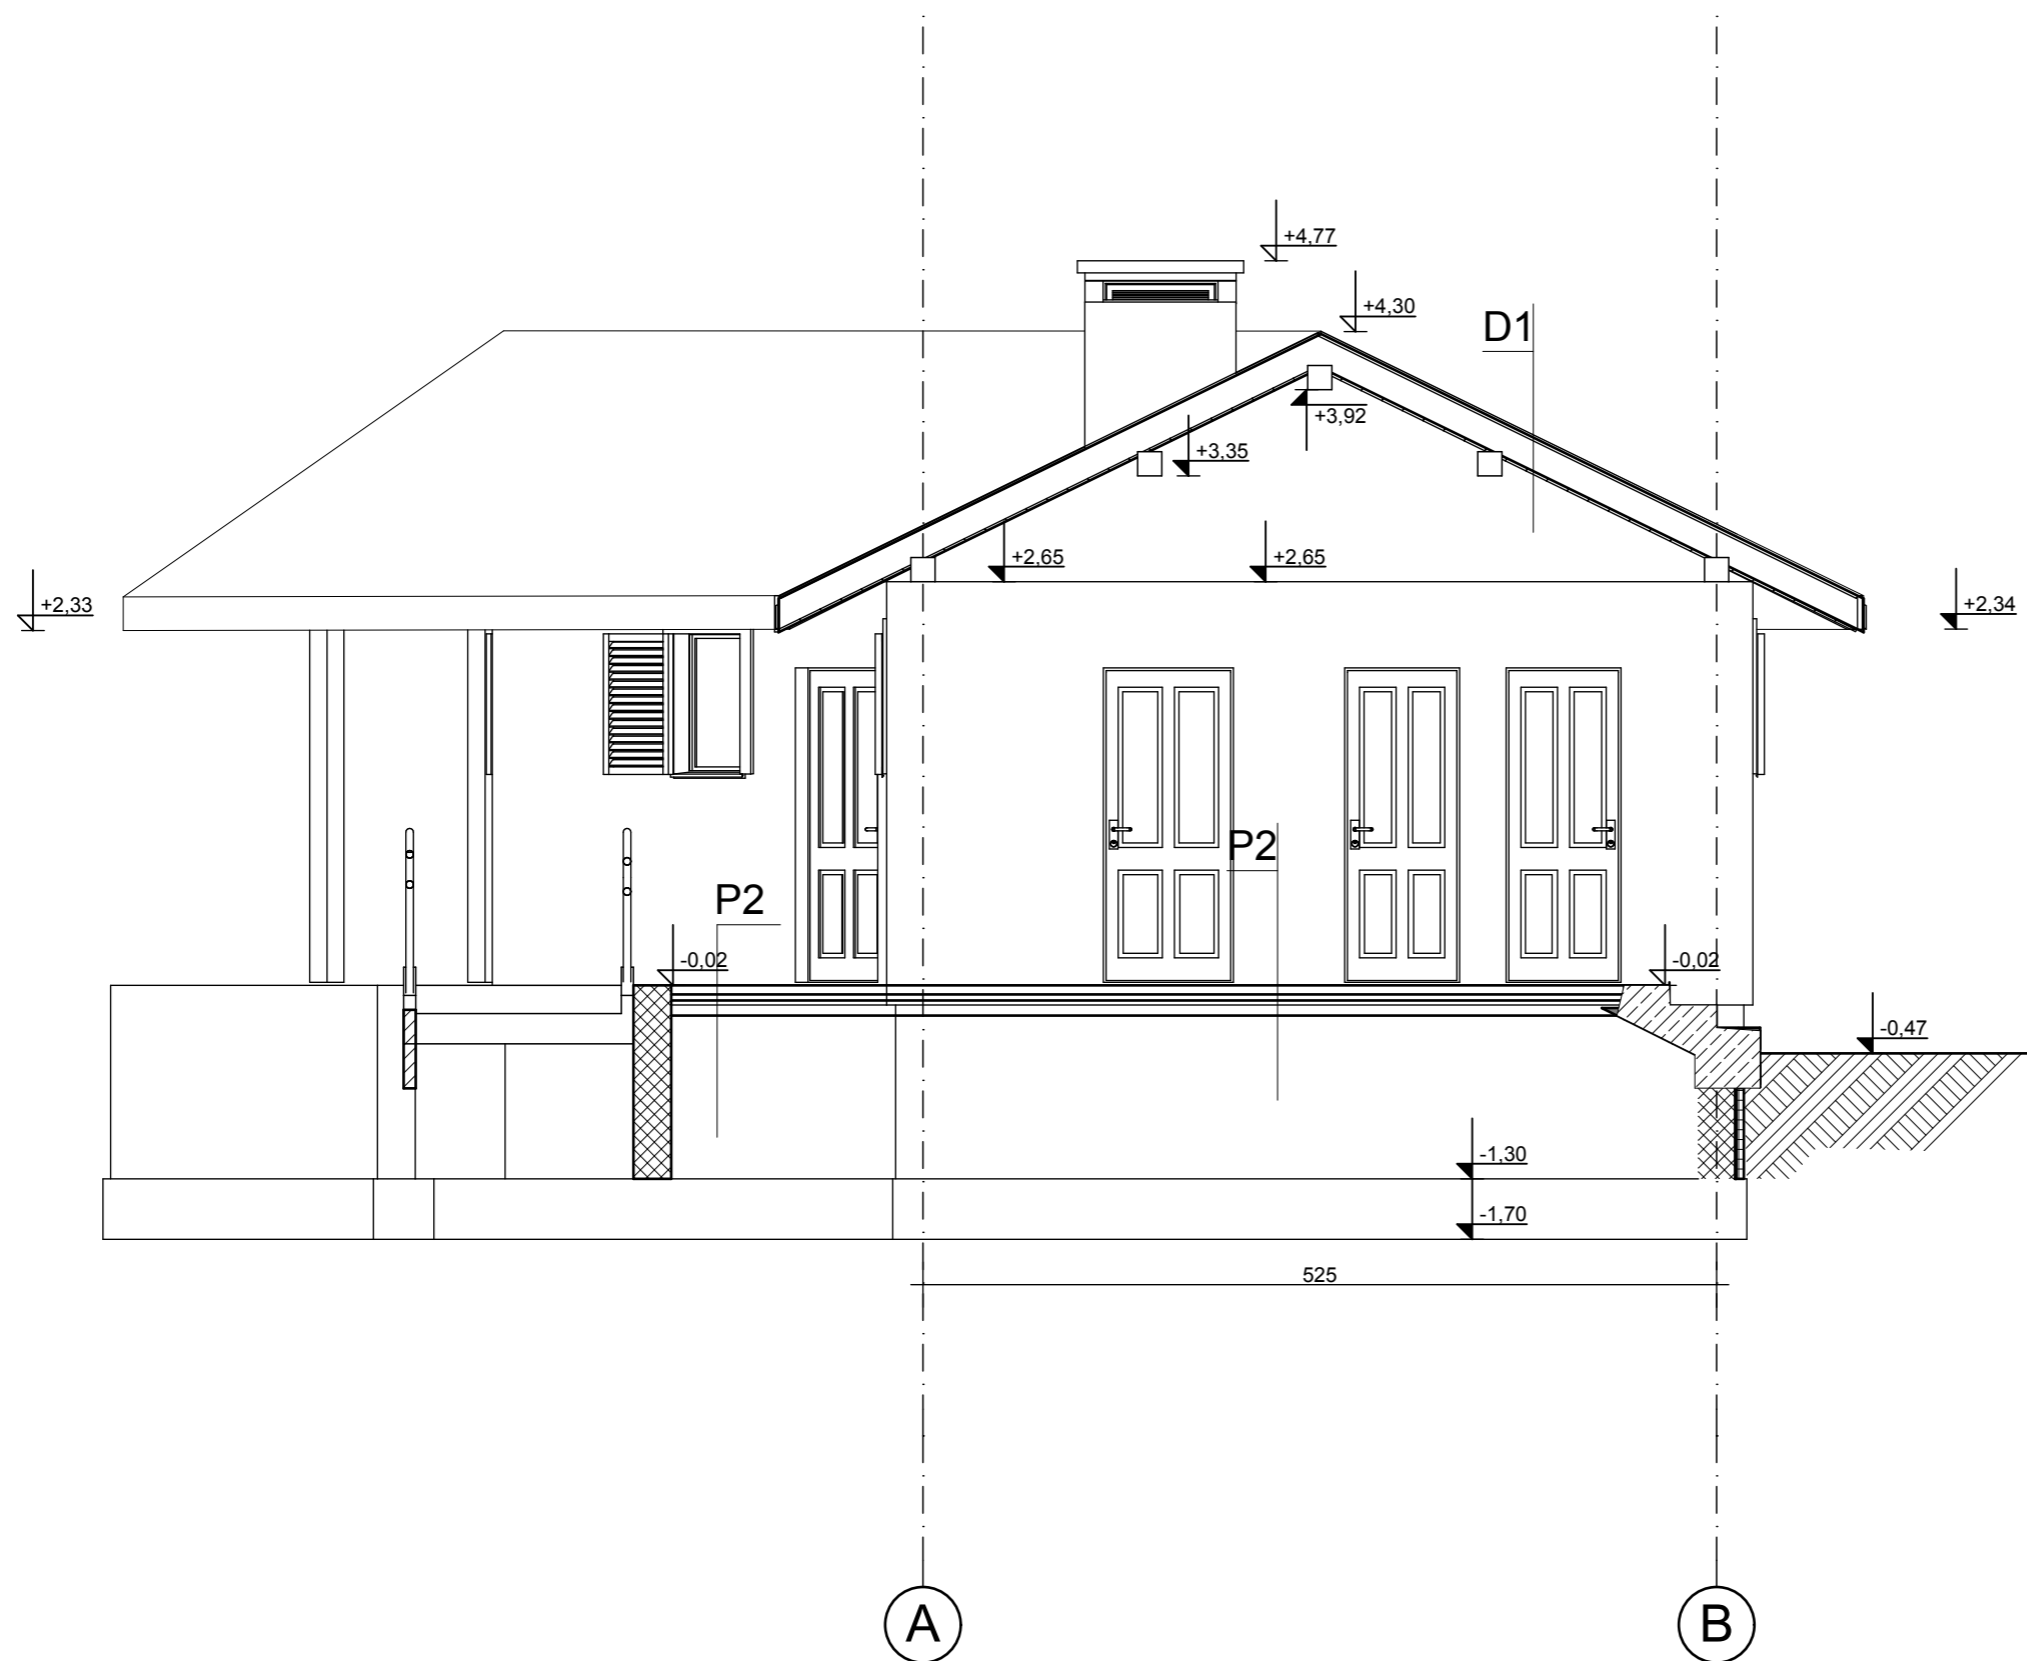 +4,77
+4,30
D1
+3,92
+3,35
+2,65
+2,65
+2,33
+2,34
P2
P2
-0,02
-0,02
-0,47
-1,30
-1,70
525
A
B